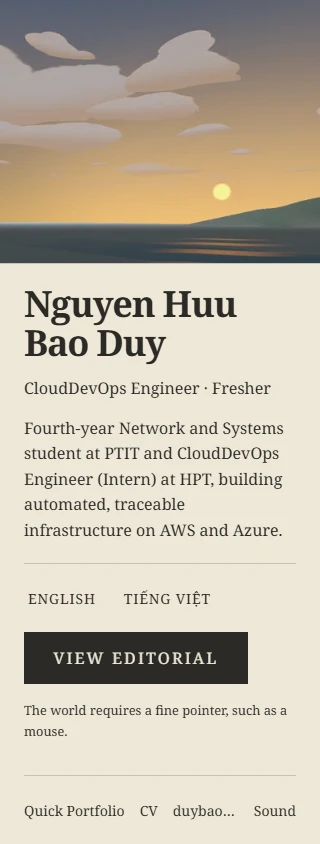 Nguyen Huu
Bao Duy
CloudDevOps Engineer · Fresher
Fourth-year Network and Systems
student at PTIT and CloudDevOps
Engineer (Intern) at HPT, building
automated, traceable
infrastructure on AWS and Azure.
ENGLISH TIẾNG VIỆT
VIEW EDITORIAL
The world requires a fine pointer, such as a
mouse.
Quick Portfolio CV duybao... Sound